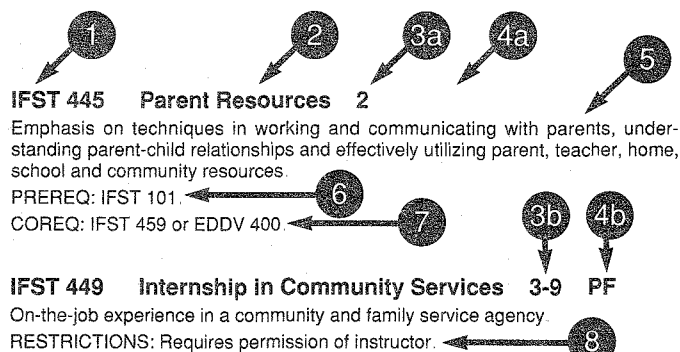 1 2 3a 4a 5
IFST 445 Parent Resources 2
Emphasis on techniques in working and communicating with parents, under-
standing parent-child relationships and effectively utilizing parent, teacher, home,
school and community resources.
PREREQ: IFST 101. 6
COREQ: IFST 459 or EDDV 400. 7
3b 4b
IFST 449 Internship in Community Services 3-9 PF
On-the-job experience in a community and family service agency.
RESTRICTIONS: Requires permission of instructor. 8